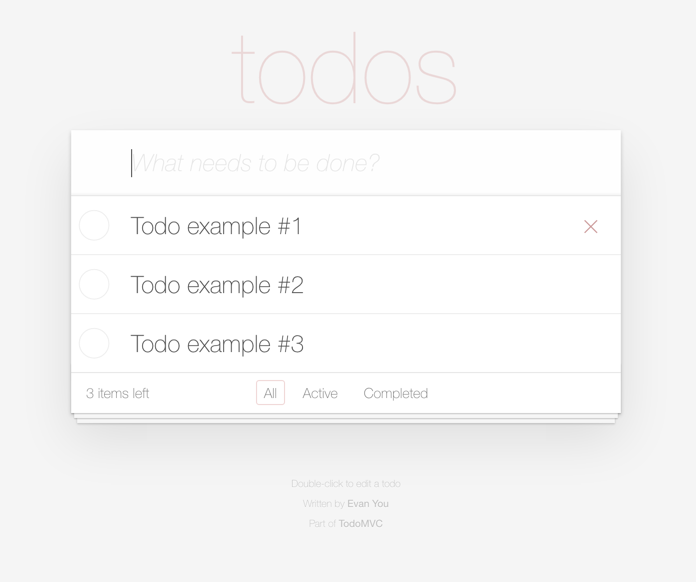 todos
What needs to be done?
Todo example #1
Todo example #2
Todo example #3
3 items left All Active Completed
Double-click to edit a todo
Written by Evan You
Part of TodoMVC